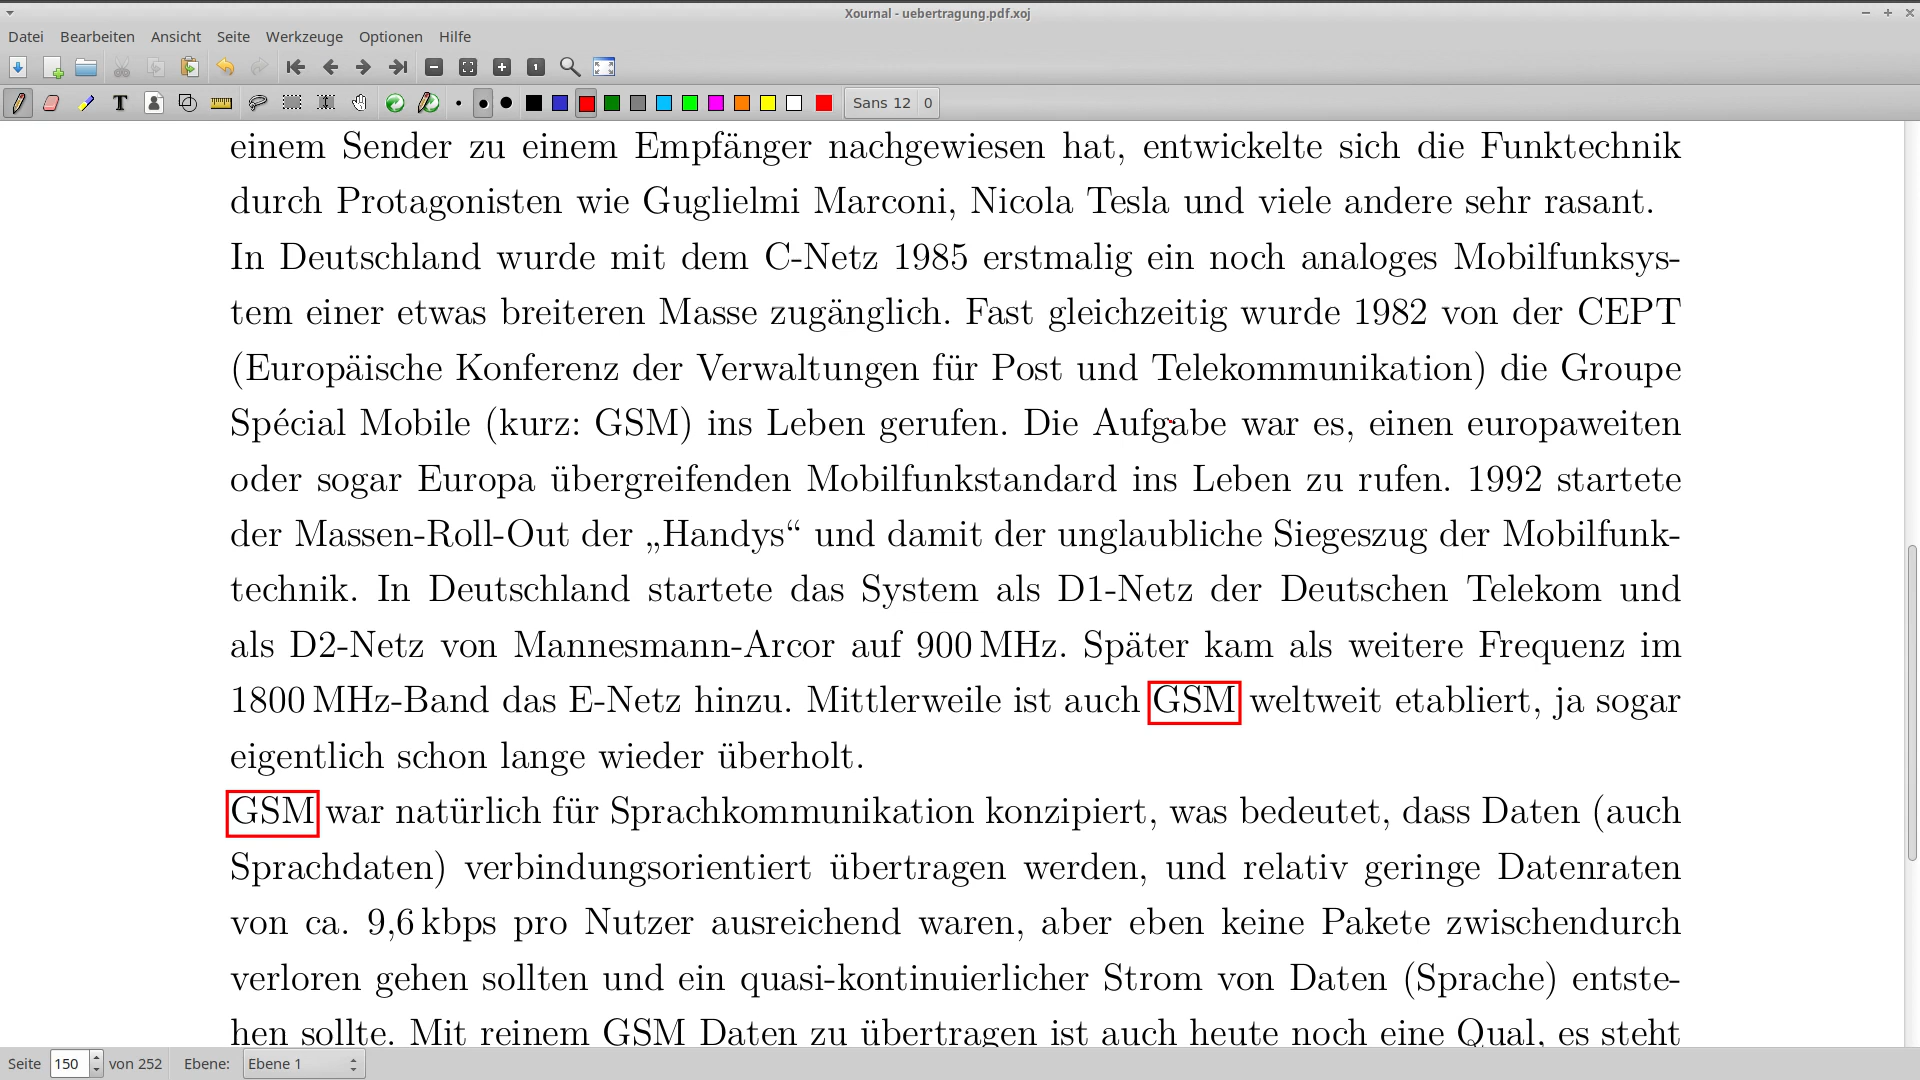 Xournal - uebertragung.pdf.xoj
Datei Bearbeiten Ansicht Seite Werkzeuge Optionen Hilfe
Sans 12 0
einem Sender zu einem Empfänger nachgewiesen hat, entwickelte sich die Funktechnik
durch Protagonisten wie Guglielmi Marconi, Nicola Tesla und viele andere sehr rasant.
In Deutschland wurde mit dem C-Netz 1985 erstmalig ein noch analoges Mobilfunksys-
tem einer etwas breiteren Masse zugänglich. Fast gleichzeitig wurde 1982 von der CEPT
(Europäische Konferenz der Verwaltungen für Post und Telekommunikation) die Groupe
Spécial Mobile (kurz: GSM) ins Leben gerufen. Die Aufgabe war es, einen europaweiten
oder sogar Europa übergreifenden Mobilfunkstandard ins Leben zu rufen. 1992 startete
der Massen-Roll-Out der „Handys“ und damit der unglaubliche Siegeszug der Mobilfunk-
technik. In Deutschland startete das System als D1-Netz der Deutschen Telekom und
als D2-Netz von Mannesmann-Arcor auf 900 MHz. Später kam als weitere Frequenz im
1800 MHz-Band das E-Netz hinzu. Mittlerweile ist auch GSM weltweit etabliert, ja sogar
eigentlich schon lange wieder überholt.
GSM war natürlich für Sprachkommunikation konzipiert, was bedeutet, dass Daten (auch
Sprachdaten) verbindungsorientiert übertragen werden, und relativ geringe Datenraten
von ca. 9,6 kbps pro Nutzer ausreichend waren, aber eben keine Pakete zwischendurch
verloren gehen sollten und ein quasi-kontinuierlicher Strom von Daten (Sprache) entste-
hen sollte. Mit reinem GSM Daten zu übertragen ist auch heute noch eine Qual, es steht
Seite 150 von 252 Ebene: Ebene 1